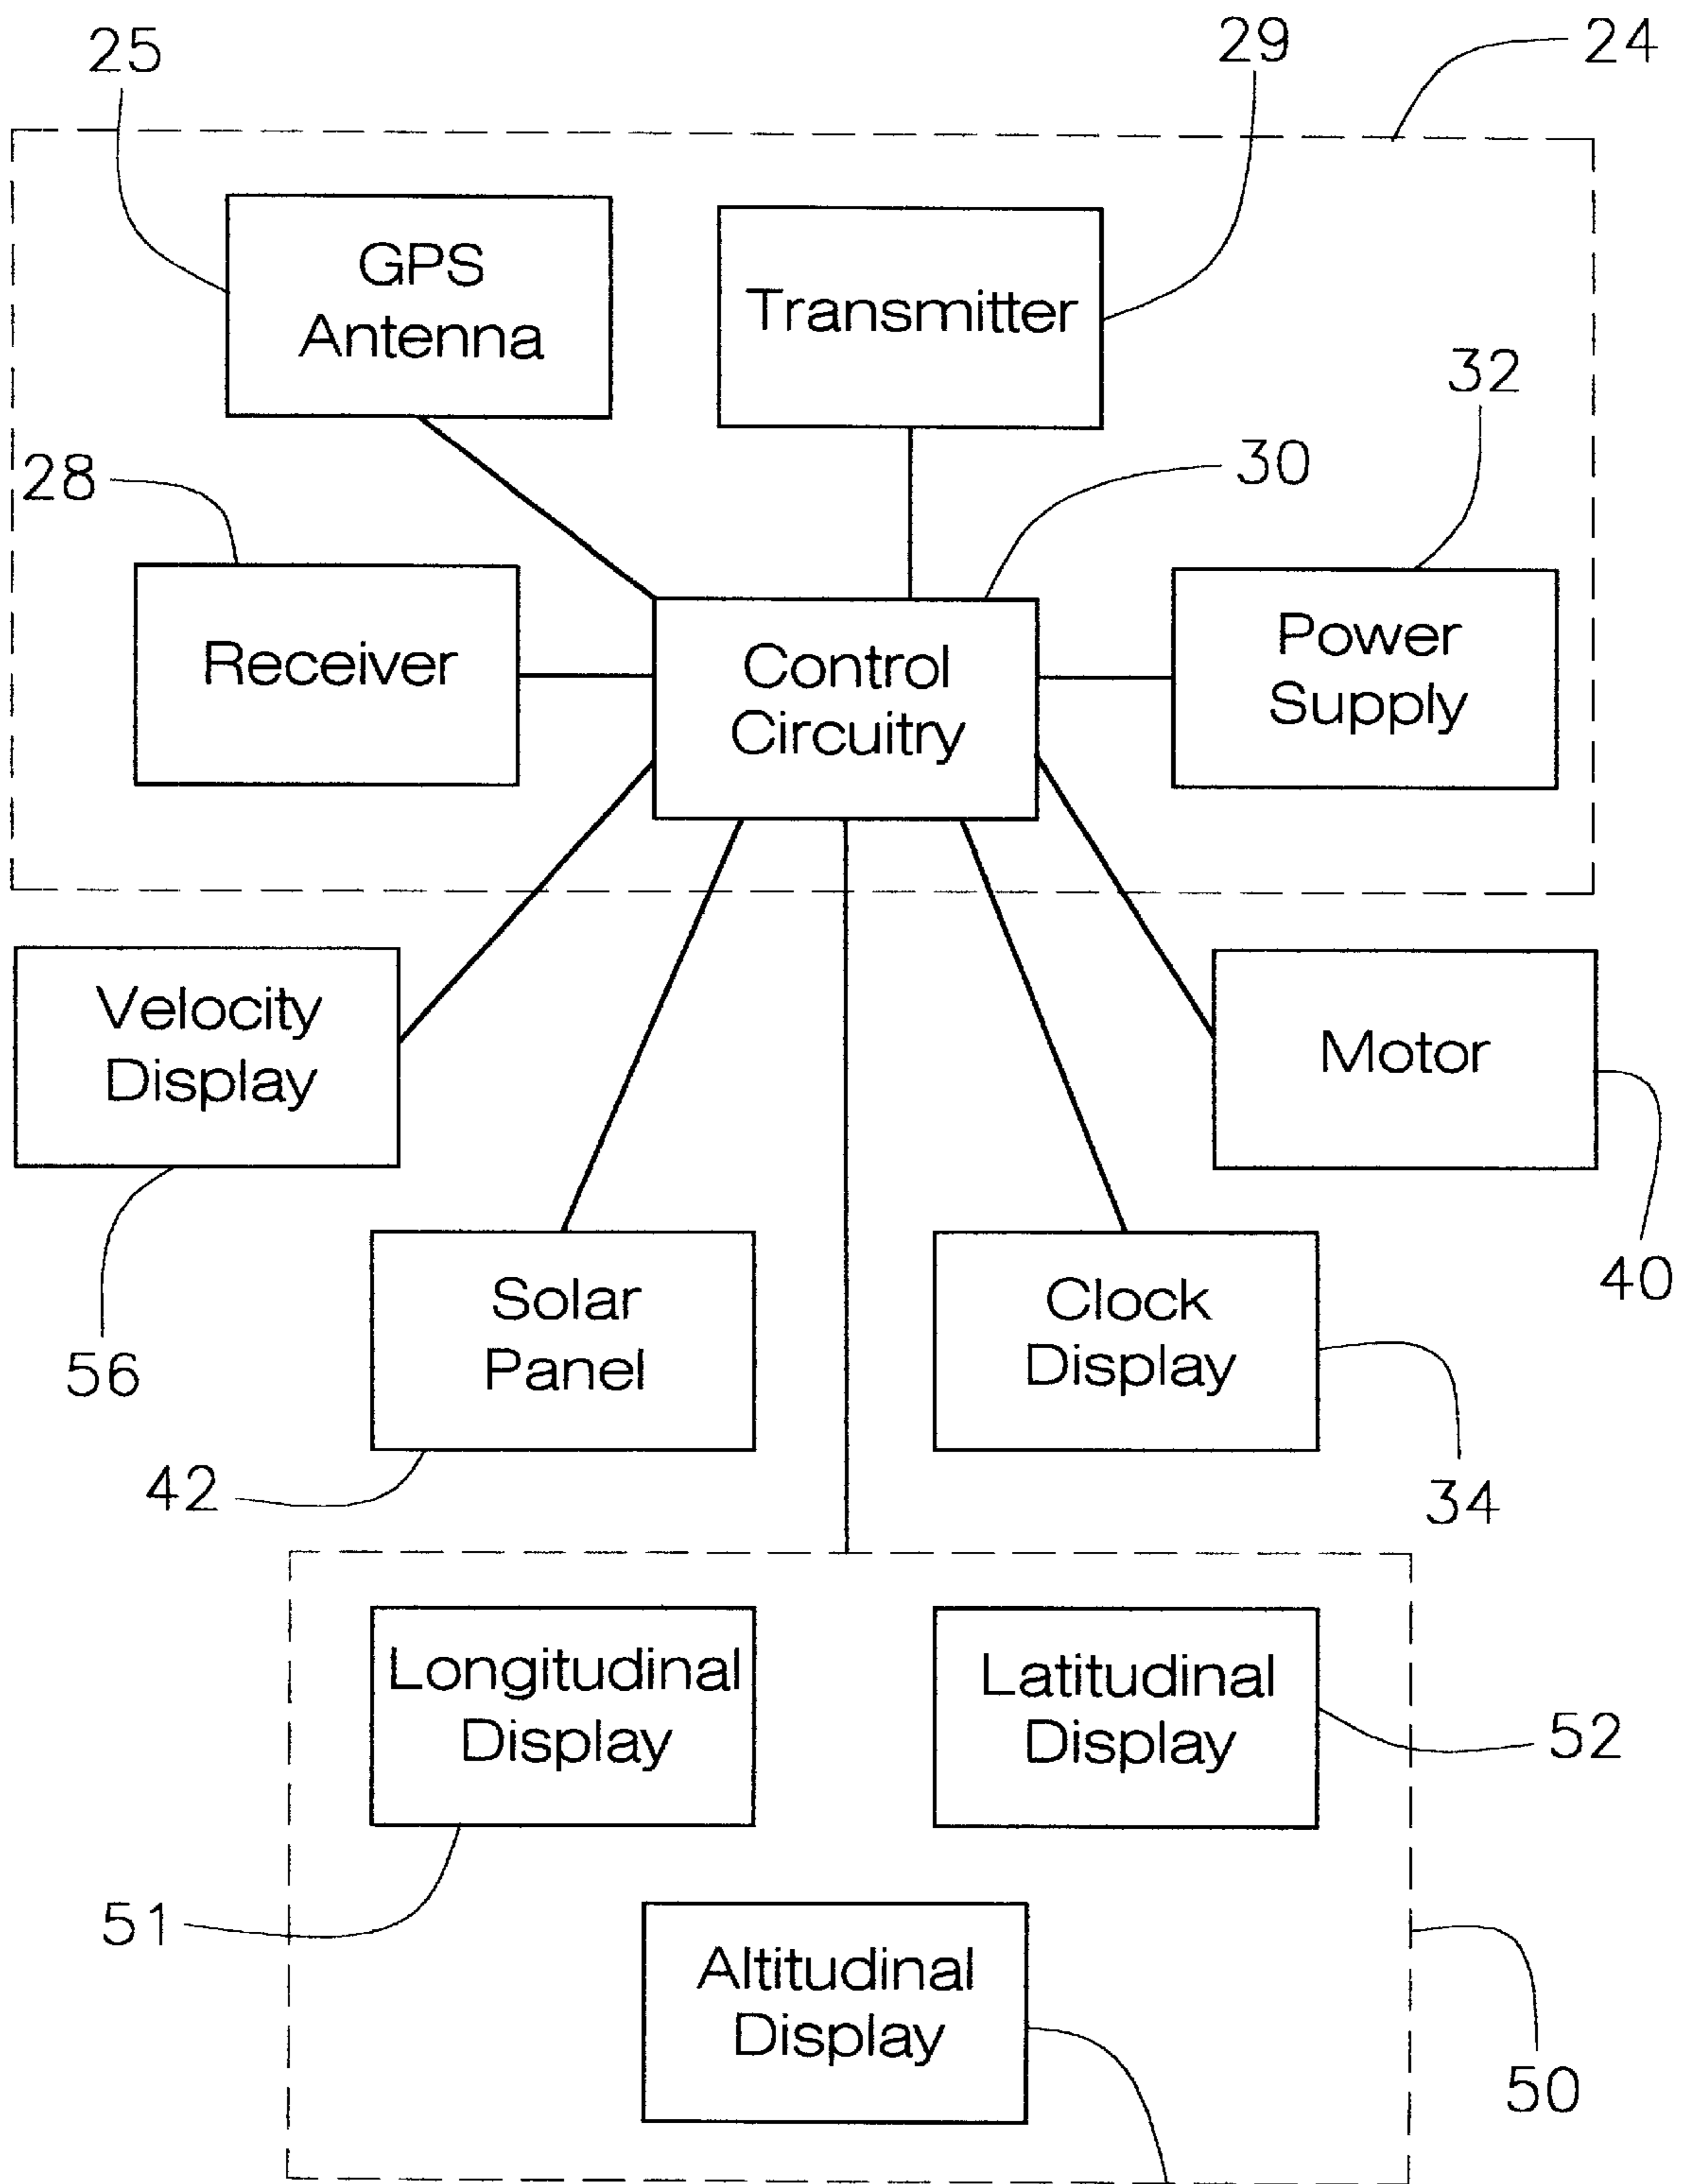 25
29
24
GPS
Antenna
Transmitter
32
28
30
Receiver
Control
Circuitry
Power
Supply
Velocity
Display
Motor
40
56
Solar
Panel
Clock
Display
42
34
Longitudinal
Display
Latitudinal
Display
52
51
Altitudinal
Display
50